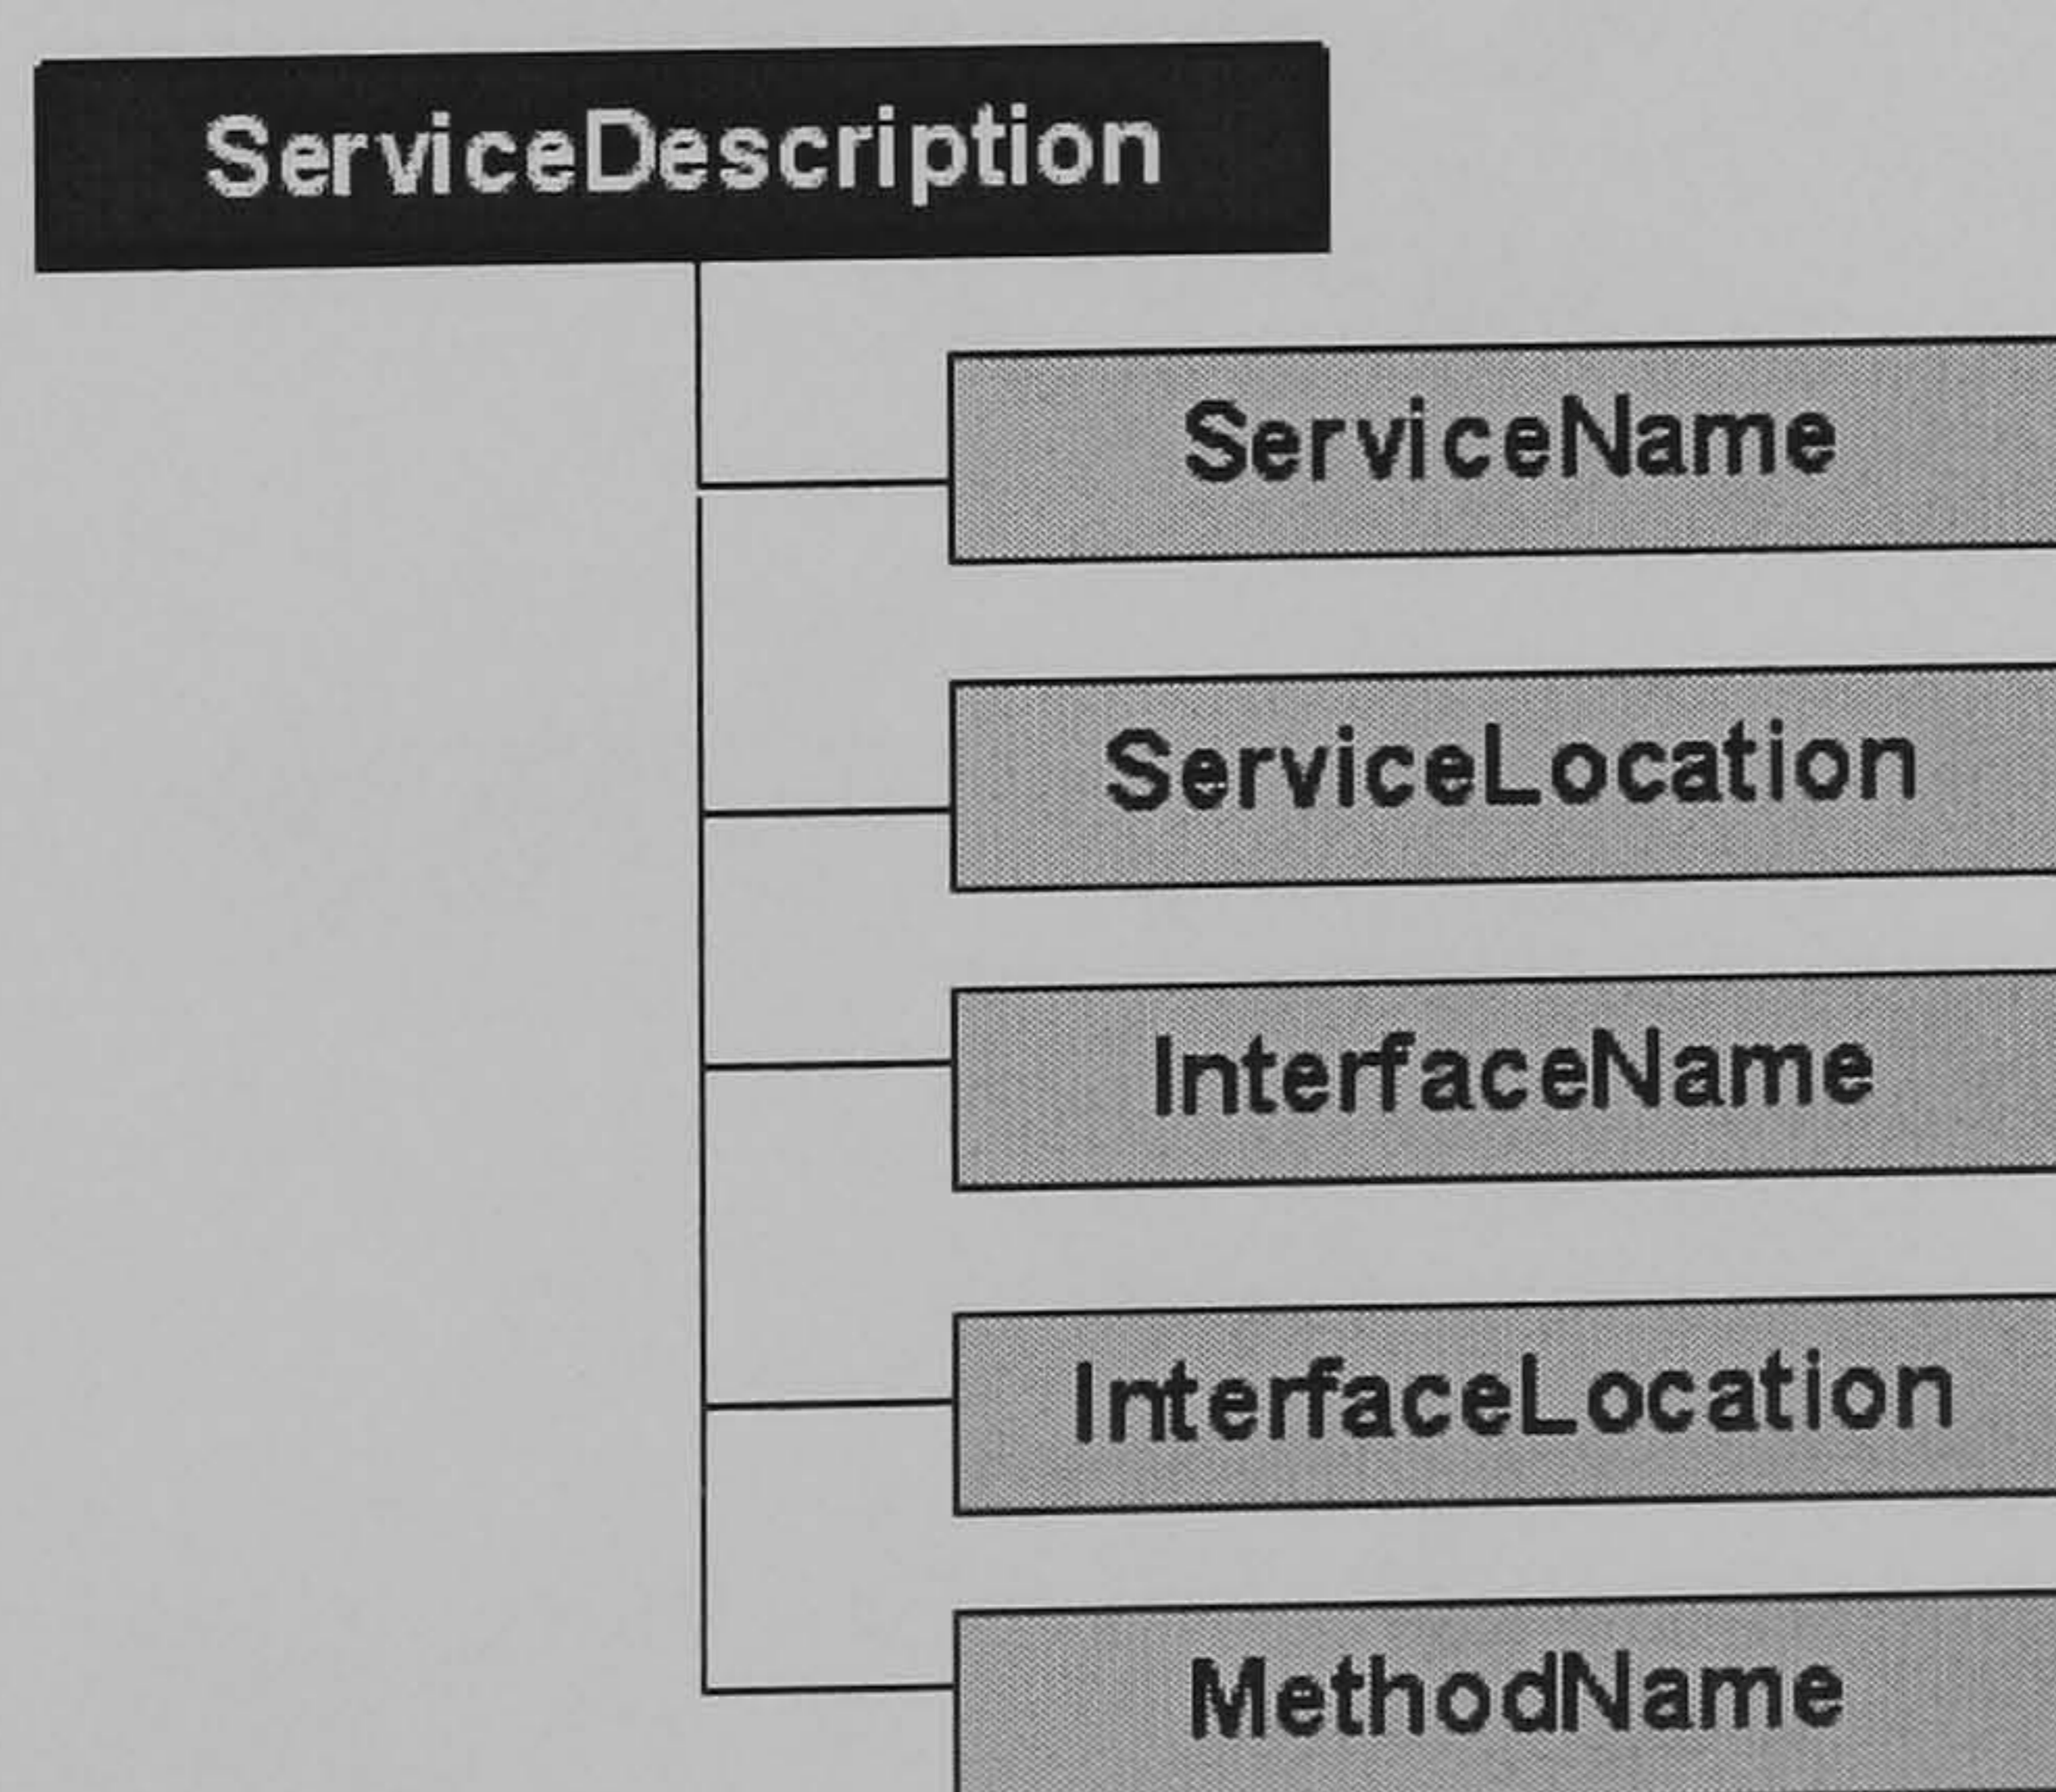 ServiceDescription
ServiceName
ServiceLocation
InterfaceName
InterfaceLocation
MethodName